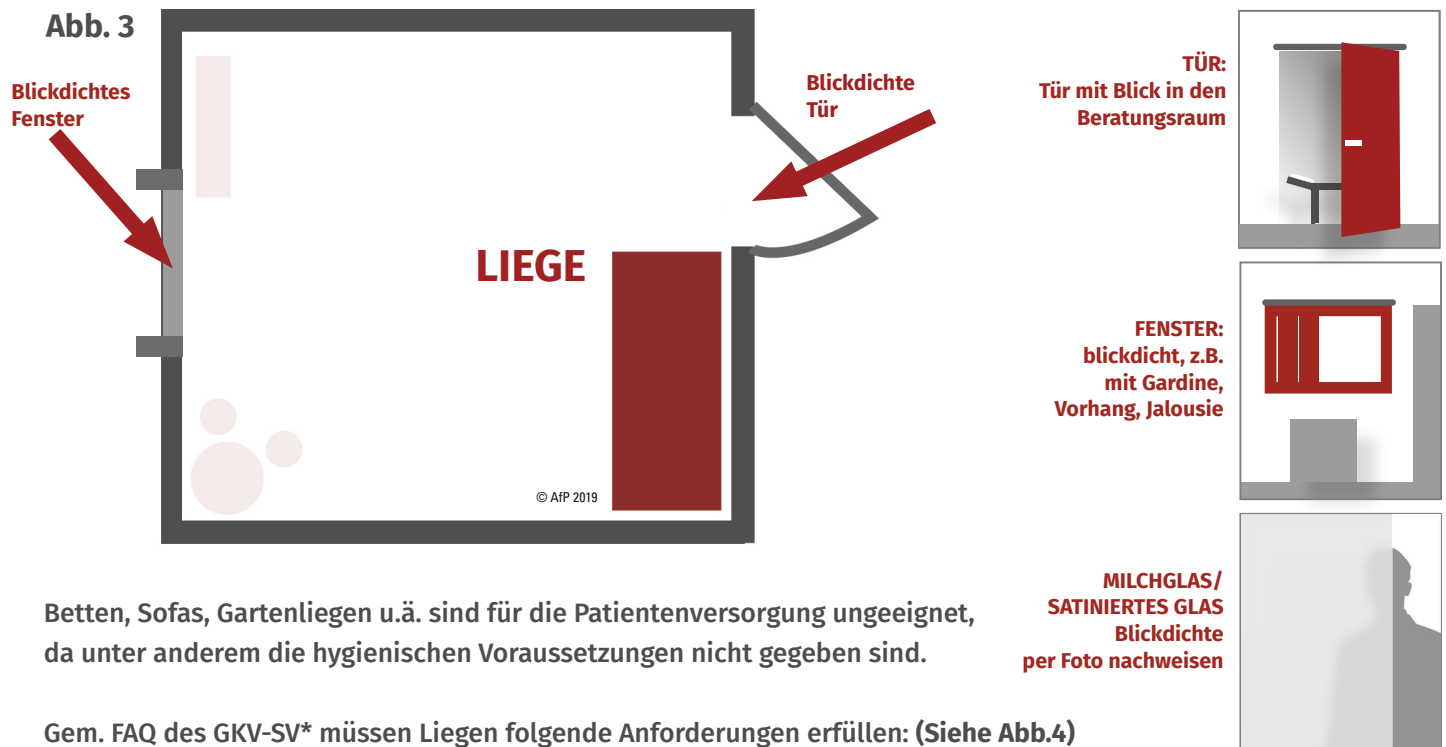 Abb. 3
Blickdichtes
Fenster
Blickdichte
Tür
LIEGE
© AfP 2019
TÜR:
Tür mit Blick in den
Beratungsraum
FENSTER:
blickdicht, z.B.
mit Gardine,
Vorhang, Jalousie
MILCHGLAS/
SATINIERTES GLAS
Blickdichte
per Foto nachweisen
Betten, Sofas, Gartenliegen u.ä. sind für die Patientenversorgung ungeeignet,
da unter anderem die hygienischen Voraussetzungen nicht gegeben sind.
Gem. FAQ des GKV-SV* müssen Liegen folgende Anforderungen erfüllen: (Siehe Abb.4)